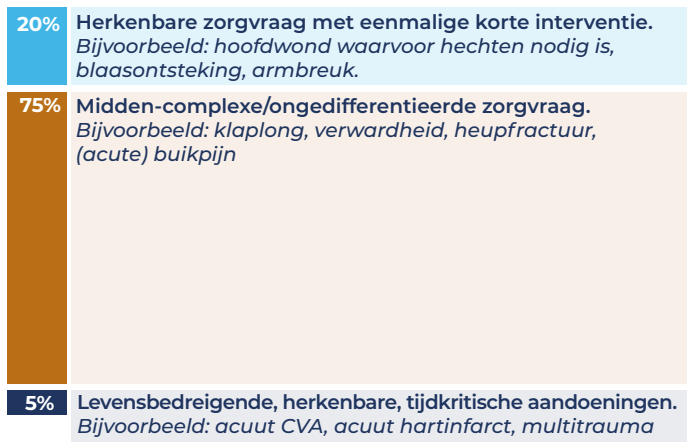 20%
Herkenbare zorgvraag met eenmalige korte interventie.
Bijvoorbeeld: hoofdwond waarvoor hechten nodig is,
blaasontsteking, armbreuk.
75%
Midden-complexe/ongedifferentieerde zorgvraag.
Bijvoorbeeld: klaplong, verwardheid, heupfractuur,
(acute) buikpijn
5%
Levensbedreigende, herkenbare, tijdkritische aandoeningen.
Bijvoorbeeld: acuut CVA, acuut hartinfarct, multitrauma